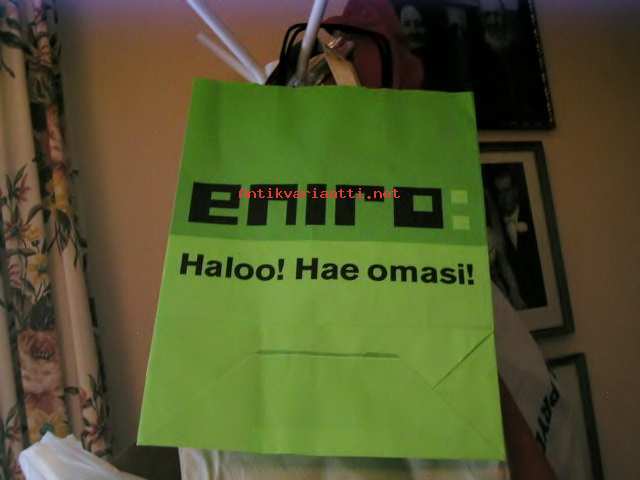 eniro:
Antikvariaatti.net
Haloo! Hae omasi!